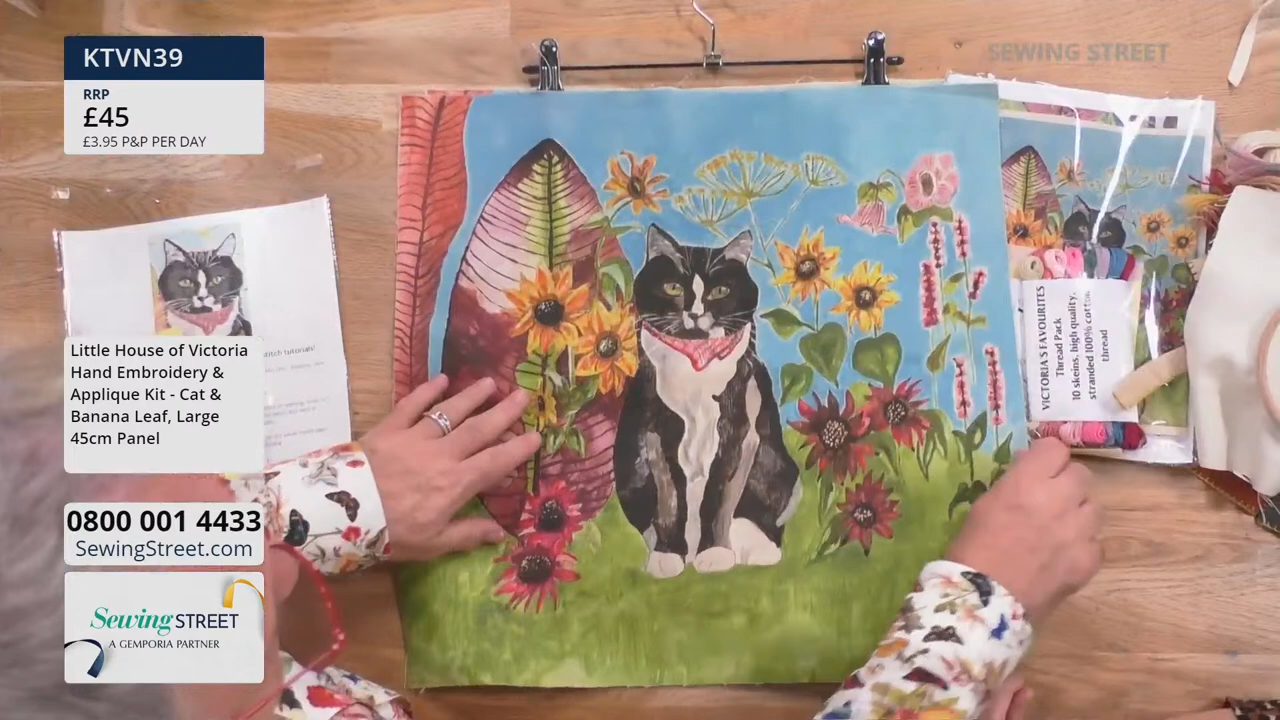 KTVN39
RRP
£45
£3.95 P&P PER DAY
SEWING STREET
stitch tutorials!
Little House of Victoria
Hand Embroidery &
Applique Kit - Cat &
Banana Leaf, Large
45cm Panel
VICTORIA'S FAVOURITES
Thread Pack
10 skeins, high quality,
stranded 100% cotton
thread
0800 001 4433
SewingStreet.com
Sewing STREET
A GEMPORIA PARTNER